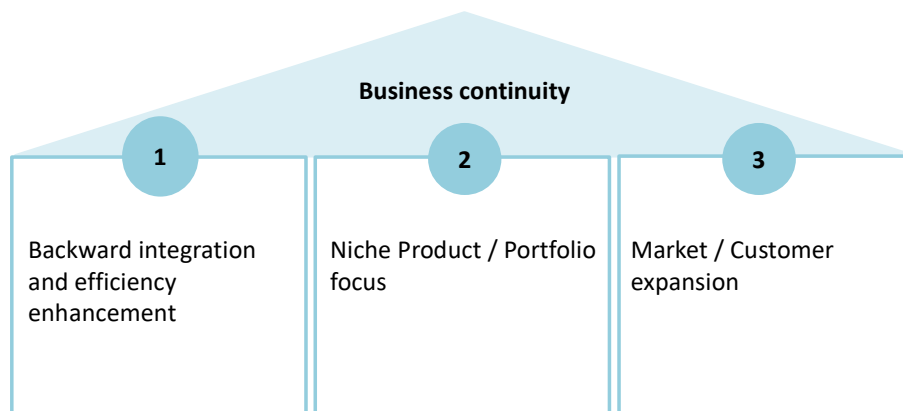 Business continuity
1
2
3
Backward integration
and efficiency
enhancement
Niche Product / Portfolio
focus
Market / Customer
expansion